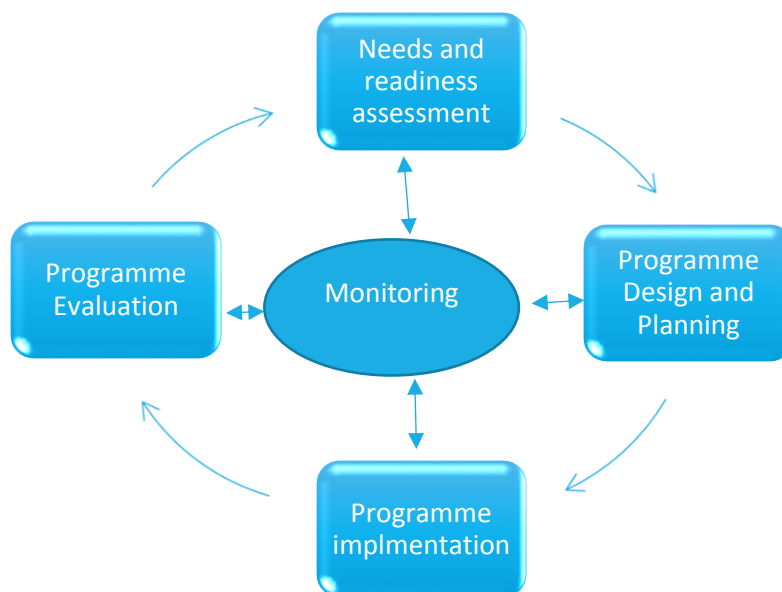 Needs and
readiness
assessment
Programme
Evaluation
Monitoring
Programme
Design and
Planning
Programme
implmentation